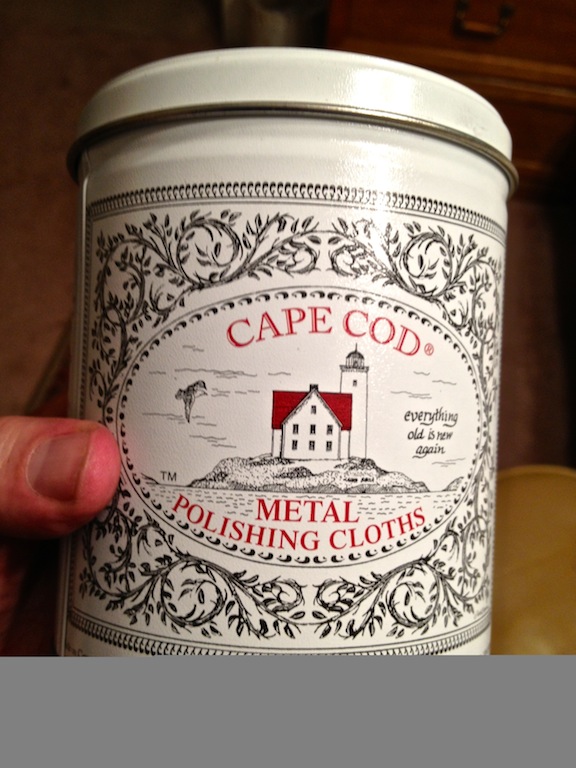 CAPE COD®
everything
old is new
again
TM
METAL
POLISHING CLOTHS